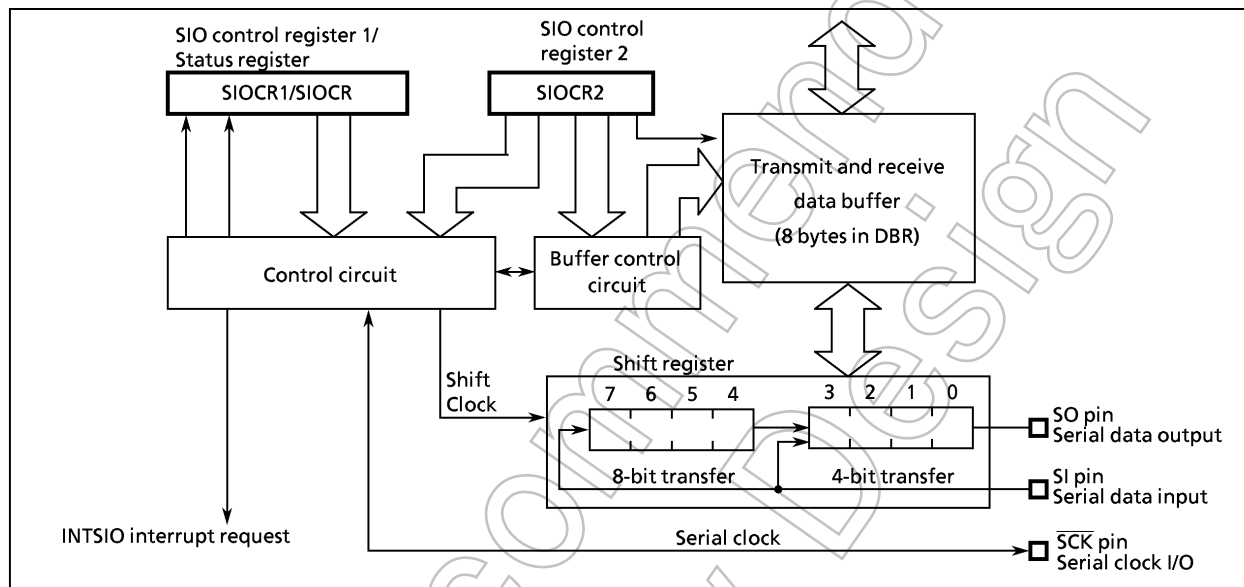 SIO control register 1/
Status register
SIO control
register 2
SIOCR1/SIOCR
SIOCR2
Transmit and receive
data buffer
(8 bytes in DBR)
Control circuit
Buffer control
circuit
Shift register
7 6 5 4 3 2 1 0
Shift
Clock
SO pin
Serial data output
8-bit transfer
4-bit transfer
SI pin
Serial data input
INTSIO interrupt request
Serial clock
SCK pin
Serial clock I/O
ommend
Design